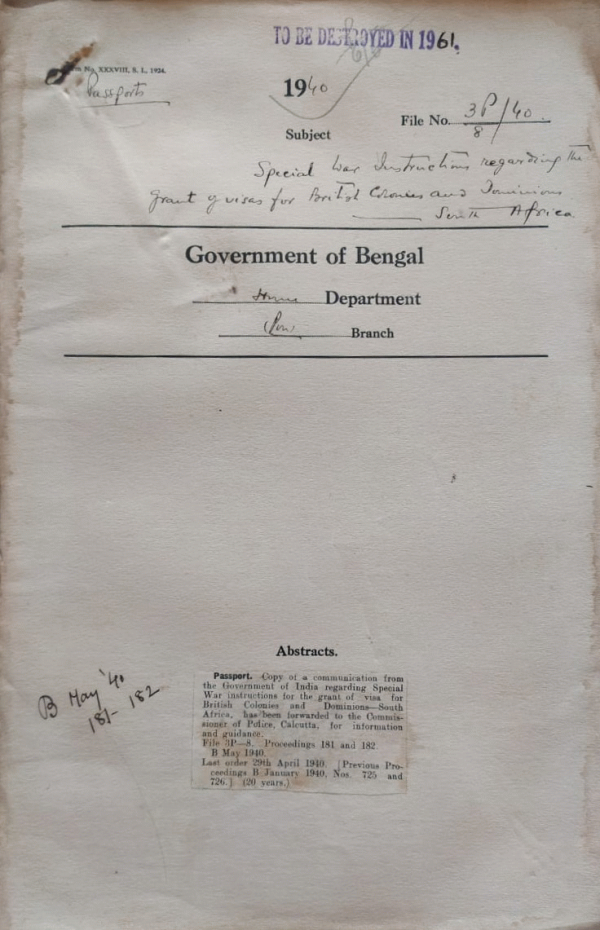 TO BE DESTROYED IN 1961.
No. XXXVIII, S. L. 1934.
Passports
1940
File No. 3P/40
8
Subject
Special War Instructions regarding the
grant of visas for British Colonies and Dominions
South Africa
Government of Bengal
Home Department
Branch
Abstracts.
B May '40
181- 182
Passport. Copy of a communication from
the Government of India regarding Special
War instructions for the grant of visa for
British Colonies and Dominions—South
Africa, has been forwarded to the Commis-
sioner of Police, Calcutta, for information
and guidance.
File 3P—8. Proceedings 181 and 182
B May 1940.
Last order 29th April 1940. [Previous Pro-
ceedings B January 1940, Nos. 725 and
726.] (20 years.)